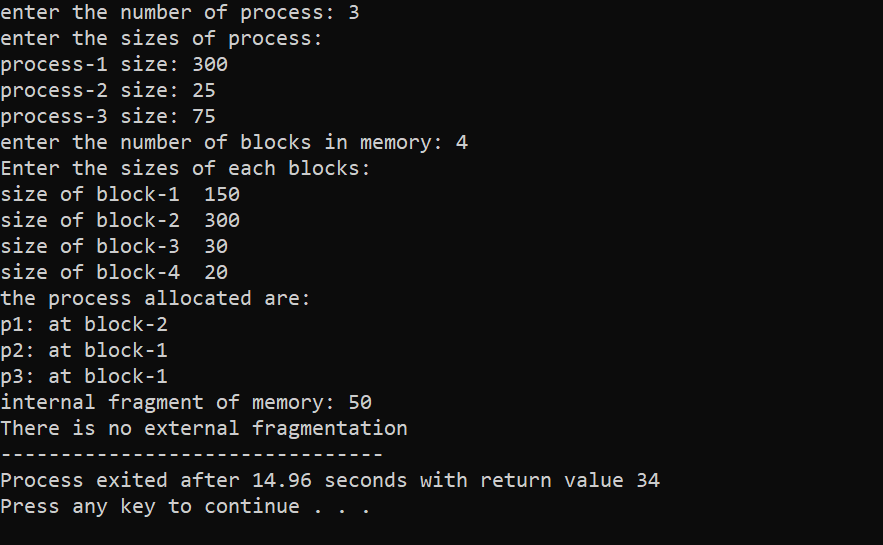 enter the number of process: 3
enter the sizes of process:
process-1 size: 300
process-2 size: 25
process-3 size: 75
enter the number of blocks in memory: 4
Enter the sizes of each blocks:
size of block-1  150
size of block-2  300
size of block-3  30
size of block-4  20
the process allocated are:
p1: at block-2
p2: at block-1
p3: at block-1
internal fragment of memory: 50
There is no external fragmentation
--------------------------------
Process exited after 14.96 seconds with return value 34
Press any key to continue . . .